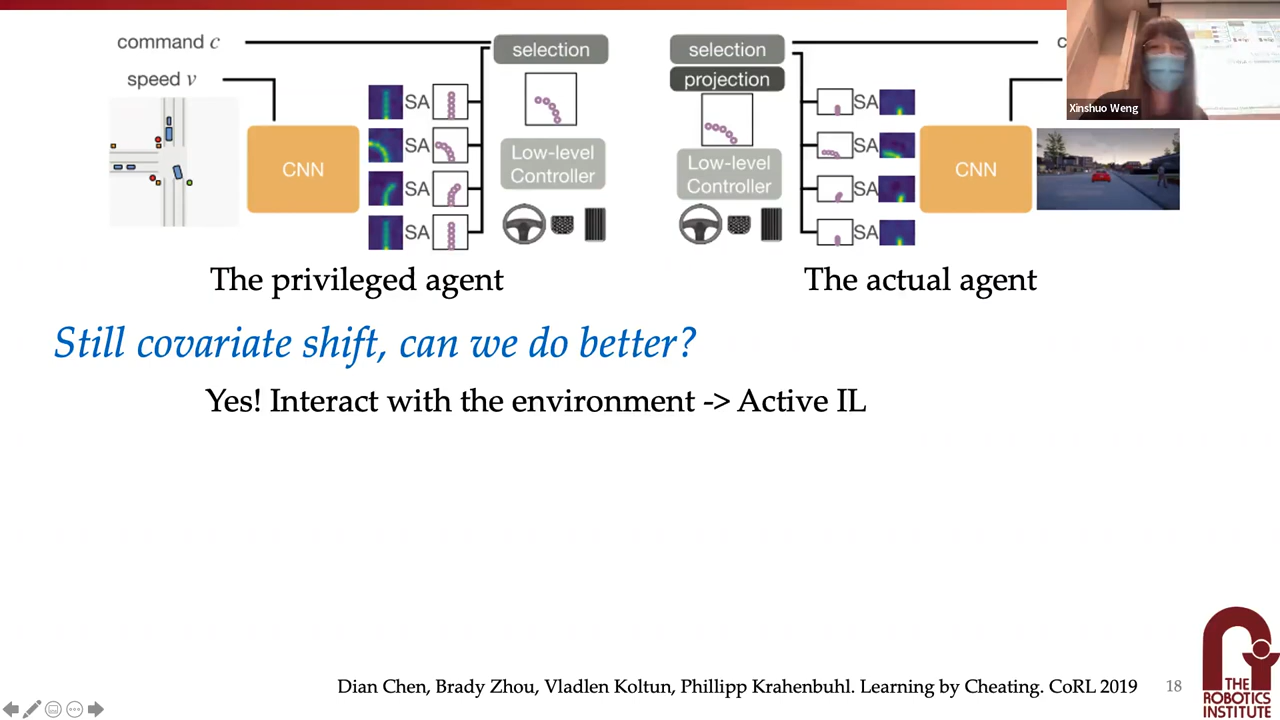 command c
speed v
CNN
SA
SA
SA
SA
selection
Low-level
Controller
The privileged agent
selection
projection
Low-level
Controller
SA
SA
SA
SA
CNN
c
Xinshuo Weng
The actual agent
Still covariate shift, can we do better?
Yes! Interact with the environment -> Active IL
Dian Chen, Brady Zhou, Vladlen Koltun, Phillipp Krahenbuhl. Learning by Cheating. CoRL 2019
18
THE
ROBOTICS
INSTITUTE